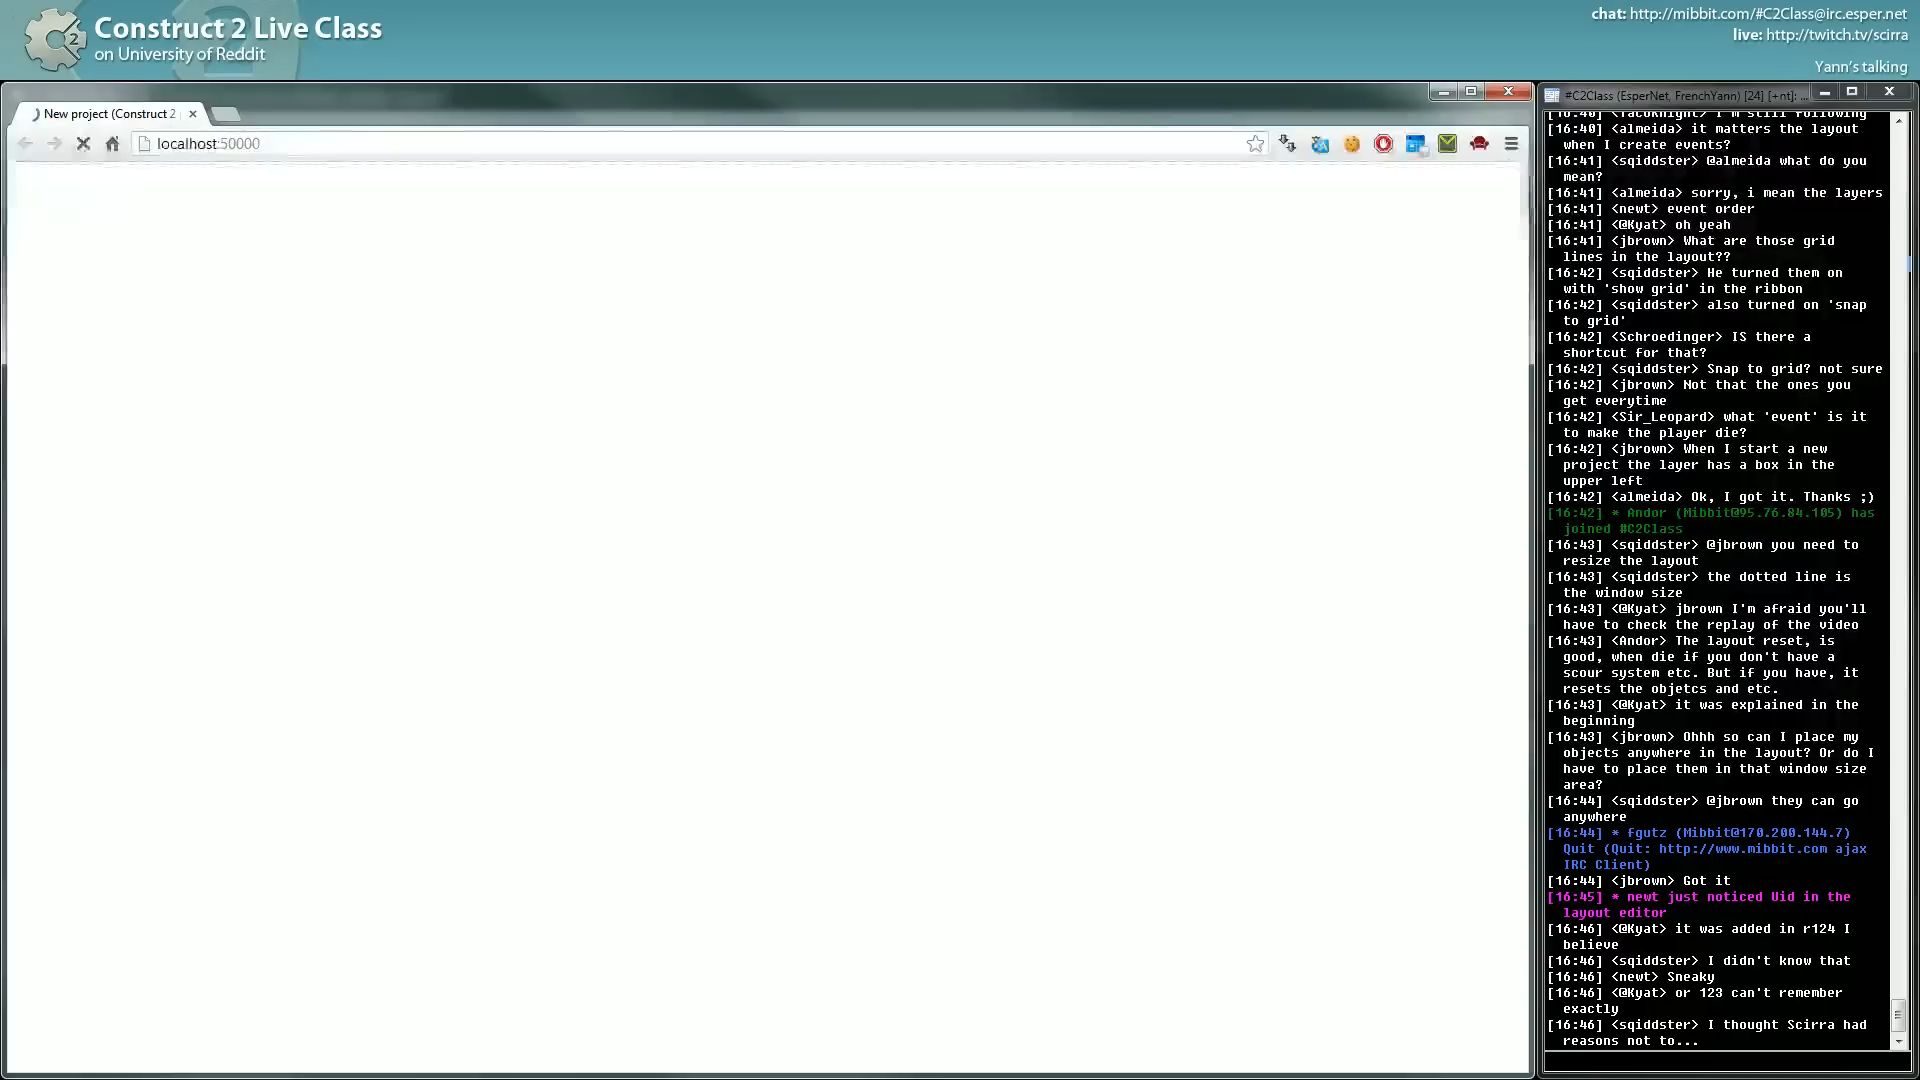 Construct 2 Live Class
on University of Reddit
chat: http://mibbit.com/#C2Class@irc.esper.net
live: http://twitch.tv/scirra
Yann's talking
New project (Construct 2
localhost:50000
#C2Class (EsperNet, FrenchYann) [24] [+nt]: ...
[16:40] <TacoKnight> I'm still following
[16:40] <almeida> it matters the layout
when I create events?
[16:41] <sqiddster> @almeida what do you
mean?
[16:41] <almeida> sorry, i mean the layers
[16:41] <newt> event order
[16:41] <@Kyat> oh yeah
[16:41] <jbrown> What are those grid
lines in the layout??
[16:42] <sqiddster> He turned them on
with 'show grid' in the ribbon
[16:42] <sqiddster> also turned on 'snap
to grid'
[16:42] <Schroedinger> IS there a
shortcut for that?
[16:42] <sqiddster> Snap to grid? not sure
[16:42] <jbrown> Not that the ones you
get everytime
[16:42] <Sir_Leopard> what 'event' is it
to make the player die?
[16:42] <jbrown> When I start a new
project the layer has a box in the
upper left
[16:42] <almeida> Ok, I got it. Thanks ;)
[16:42] * Andor (Mibbit@95.76.84.105) has
joined #C2Class
[16:43] <sqiddster> @jbrown you need to
resize the layout
[16:43] <sqiddster> the dotted line is
the window size
[16:43] <@Kyat> jbrown I'm afraid you'll
have to check the replay of the video
[16:43] <Andor> The layout reset, is
good, when die if you don't have a
scour system etc. But if you have, it
resets the objetcs and etc.
[16:43] <@Kyat> it was explained in the
beginning
[16:43] <jbrown> Ohhh so can I place my
objects anywhere in the layout? Or do I
have to place them in that window size
area?
[16:44] <sqiddster> @jbrown they can go
anywhere
[16:44] * fgutz (Mibbit@170.200.144.7)
Quit (Quit: http://www.mibbit.com ajax
IRC Client)
[16:44] <jbrown> Got it
[16:45] * newt just noticed Uid in the
layout editor
[16:46] <@Kyat> it was added in r124 I
believe
[16:46] <sqiddster> I didn't know that
[16:46] <newt> Sneaky
[16:46] <@Kyat> or 123 can't remember
exactly
[16:46] <sqiddster> I thought Scirra had
reasons not to...